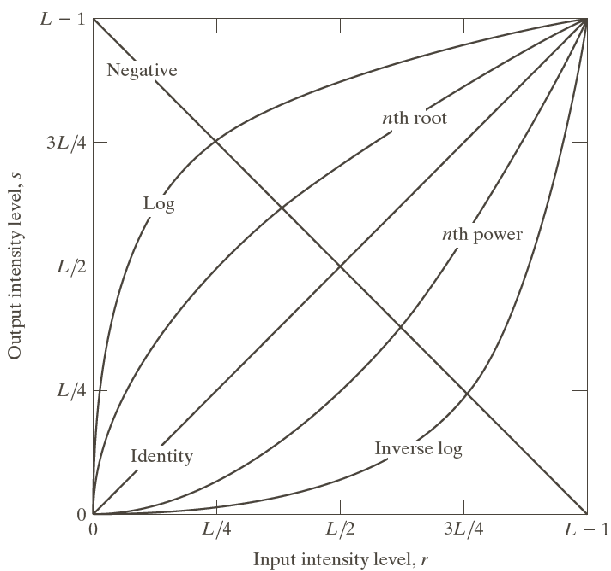 L − 1
Negative
nth root
3L/4
Log
nth power
L/2
Output intensity level, s
L/4
Identity
Inverse log
0
0
L/4
L/2
3L/4
L − 1
Input intensity level, r